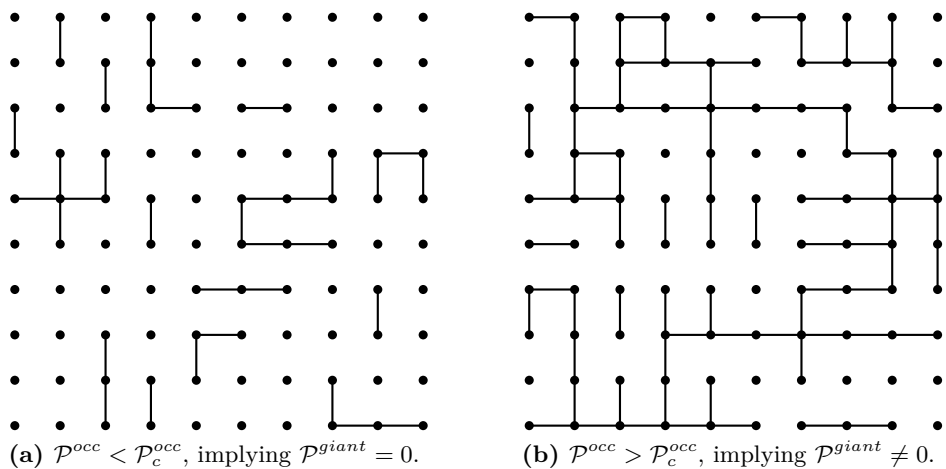 (a) 𝒫^{occ} < 𝒫_c^{occ}, implying 𝒫^{giant} = 0.
(b) 𝒫^{occ} > 𝒫_c^{occ}, implying 𝒫^{giant} ≠ 0.